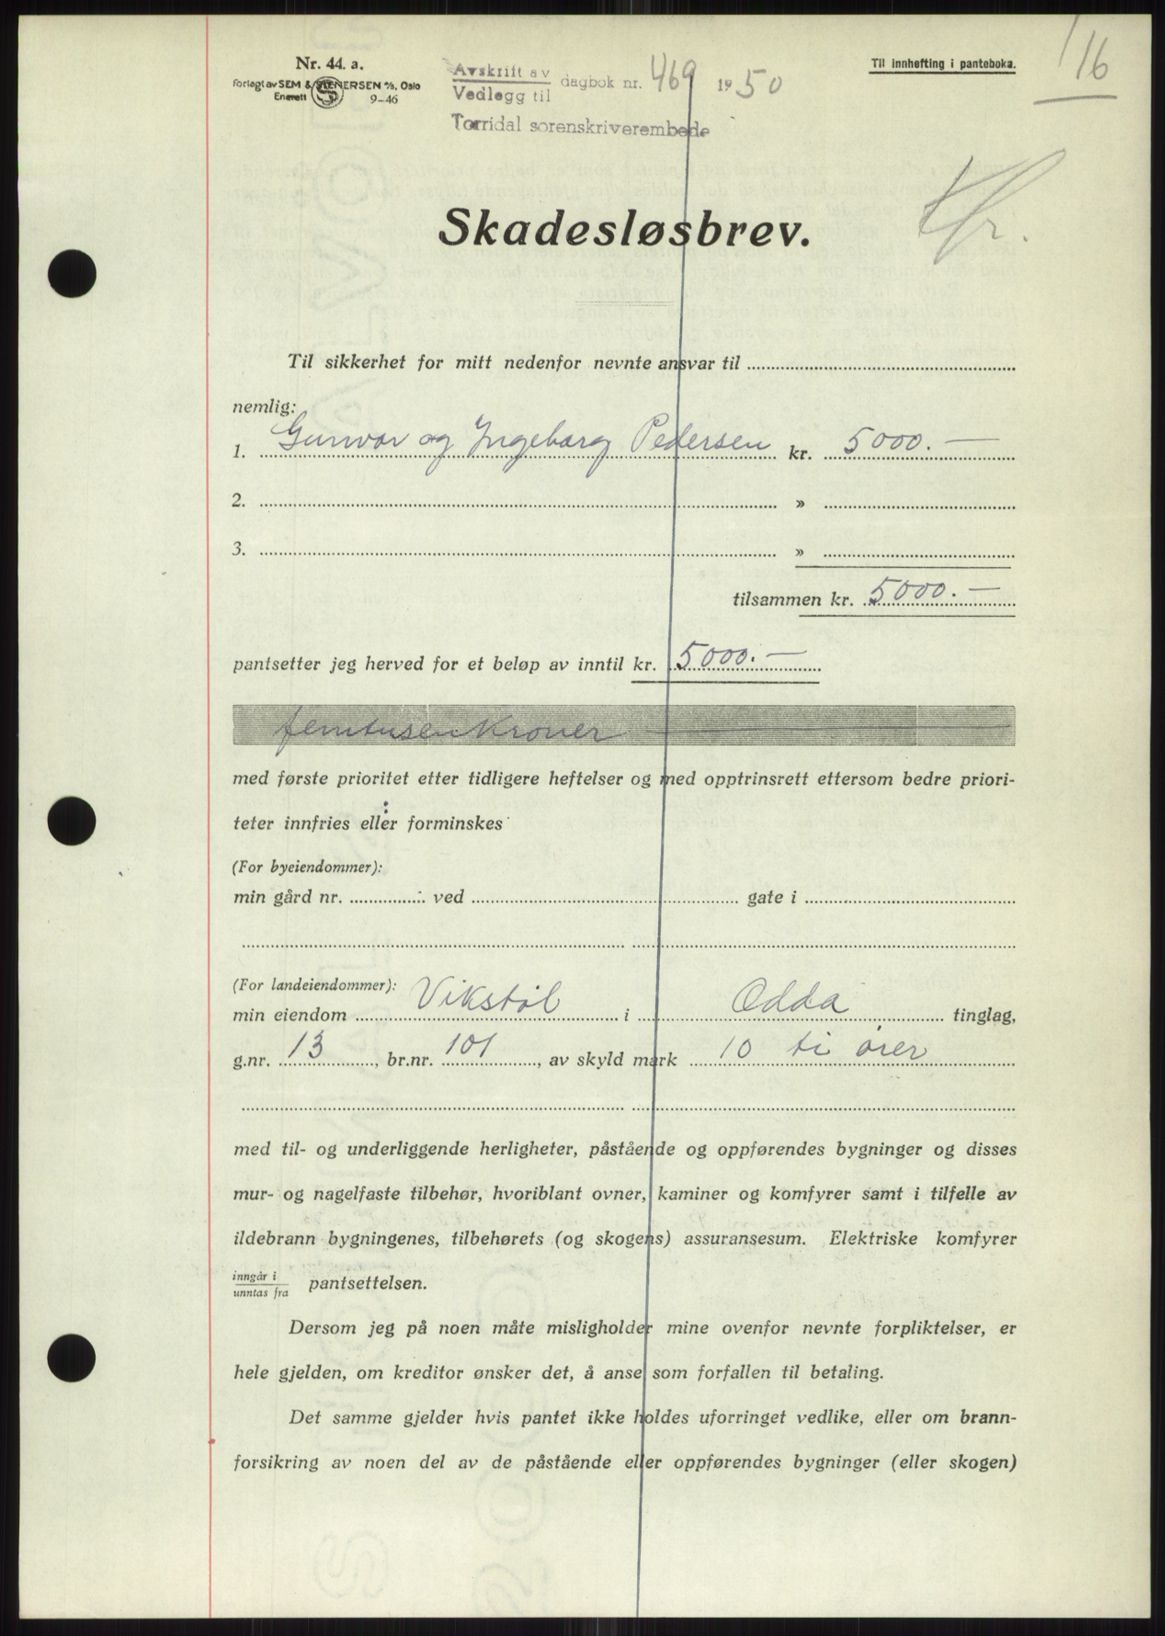 Nr. 44. a.
Forlagt av SEM & STENERSEN A/S, Oslo
Enerett 9-46
Avskrift av
Vedlegg til
dagbok nr. 469 1950
Torridal sorenskriverembede
Til innhefting i panteboka.
16
Skadesløsbrev.
Til sikkerhet for mitt nedenfor nevnte ansvar til
nemlig:
1. Gunvor og Ingeborg Pedersen kr. 5000.—
2. »
3. »
tilsammen kr. 5000.—
pantsetter jeg herved for et beløp av inntil kr. 5000.—
femtusen kroner
med første prioritet etter tidligere heftelser og med opptrinsrett ettersom bedre priori-
teter innfries eller forminskes
(For byeiendommer):
min gård nr. ved gate i
(For landeiendommer):
min eiendom Vikstøl i Odda tinglag,
g.nr. 13, br.nr. 101, av skyld mark 10 ti ører
med til- og underliggende herligheter, påstående og oppførendes bygninger og disses
mur- og nagelfaste tilbehør, hvoriblant ovner, kaminer og komfyrer samt i tilfelle av
ildebrann bygningenes, tilbehørets (og skogens) assuransesum. Elektriske komfyrer
inngår i
unntas fra
pantsettelsen.
Dersom jeg på noen måte misligholder mine ovenfor nevnte forpliktelser, er
hele gjelden, om kreditor ønsker det, å anse som forfallen til betaling.
Det samme gjelder hvis pantet ikke holdes uforringet vedlike, eller om brann-
forsikring av noen del av de påstående eller oppførendes bygninger (eller skogen)